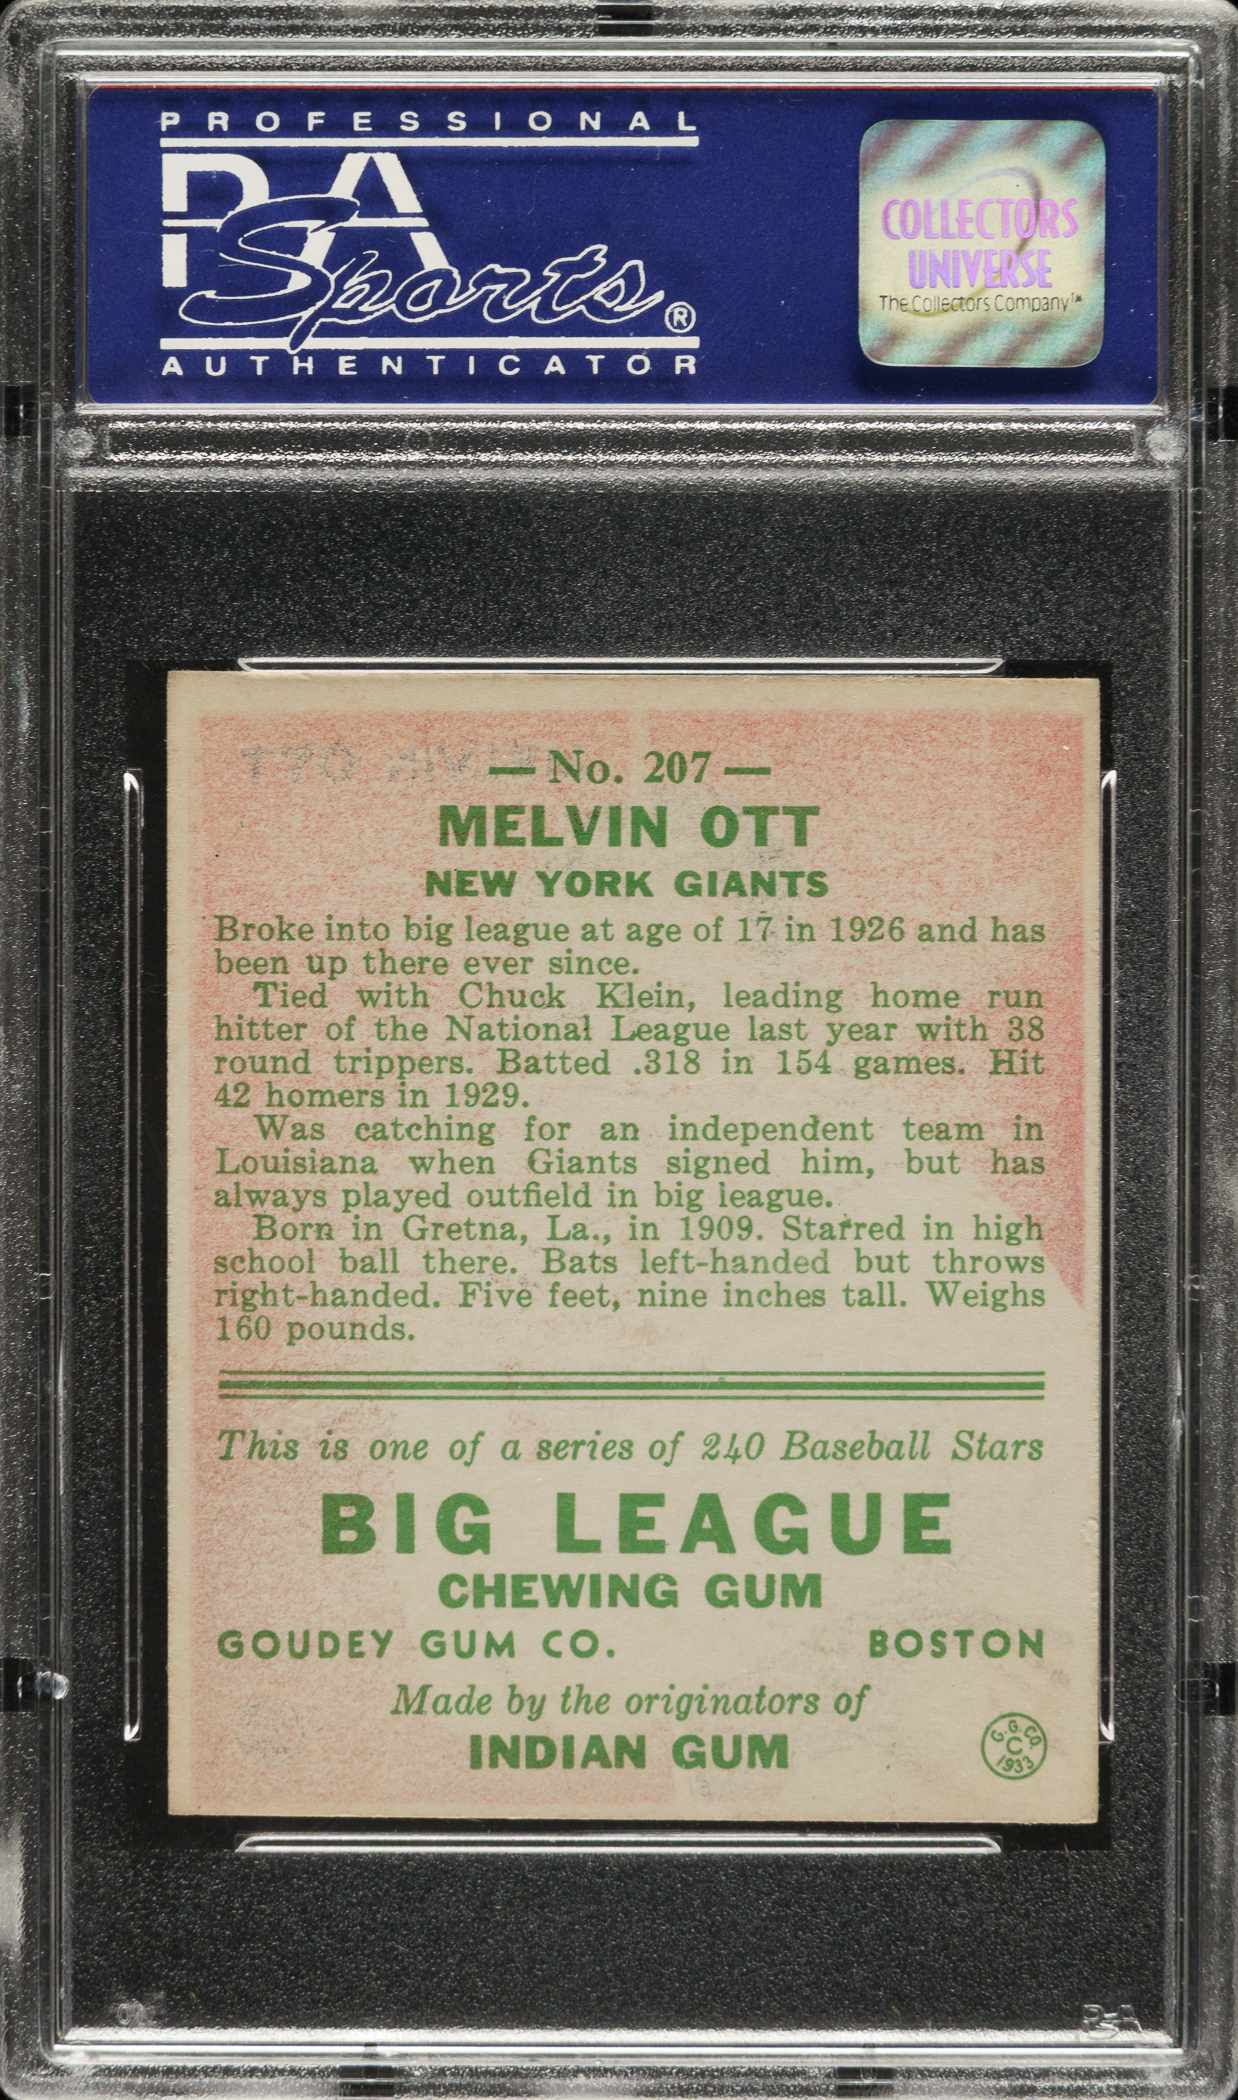 PROFESSIONAL
PSA
Sports®
AUTHENTICATOR
COLLECTORS
UNIVERSE
The Collectors Company™
— No. 207 —
MELVIN OTT
NEW YORK GIANTS
Broke into big league at age of 17 in 1926 and has
been up there ever since.
Tied with Chuck Klein, leading home run
hitter of the National League last year with 38
round trippers. Batted .318 in 154 games. Hit
42 homers in 1929.
Was catching for an independent team in
Louisiana when Giants signed him, but has
always played outfield in big league.
Born in Gretna, La., in 1909. Starred in high
school ball there. Bats left-handed but throws
right-handed. Five feet, nine inches tall. Weighs
160 pounds.
This is one of a series of 240 Baseball Stars
BIG LEAGUE
CHEWING GUM
GOUDEY GUM CO. BOSTON
Made by the originators of
INDIAN GUM
G.G.CO.
C
1933
PSA